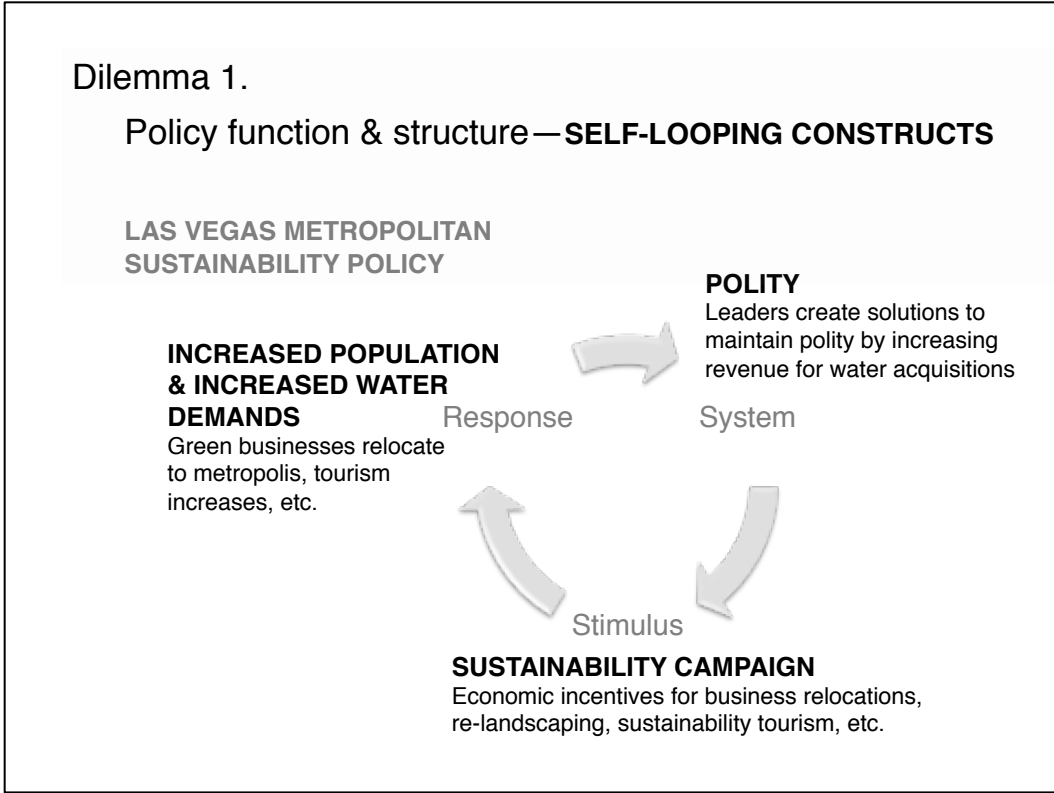 Dilemma 1.
Policy function & structure—SELF-LOOPING CONSTRUCTS
LAS VEGAS METROPOLITAN
SUSTAINABILITY POLICY
POLITY
Leaders create solutions to
maintain polity by increasing
revenue for water acquisitions
System
INCREASED POPULATION
& INCREASED WATER
DEMANDS
Response
Green businesses relocate
to metropolis, tourism
increases, etc.
Stimulus
SUSTAINABILITY CAMPAIGN
Economic incentives for business relocations,
re-landscaping, sustainability tourism, etc.